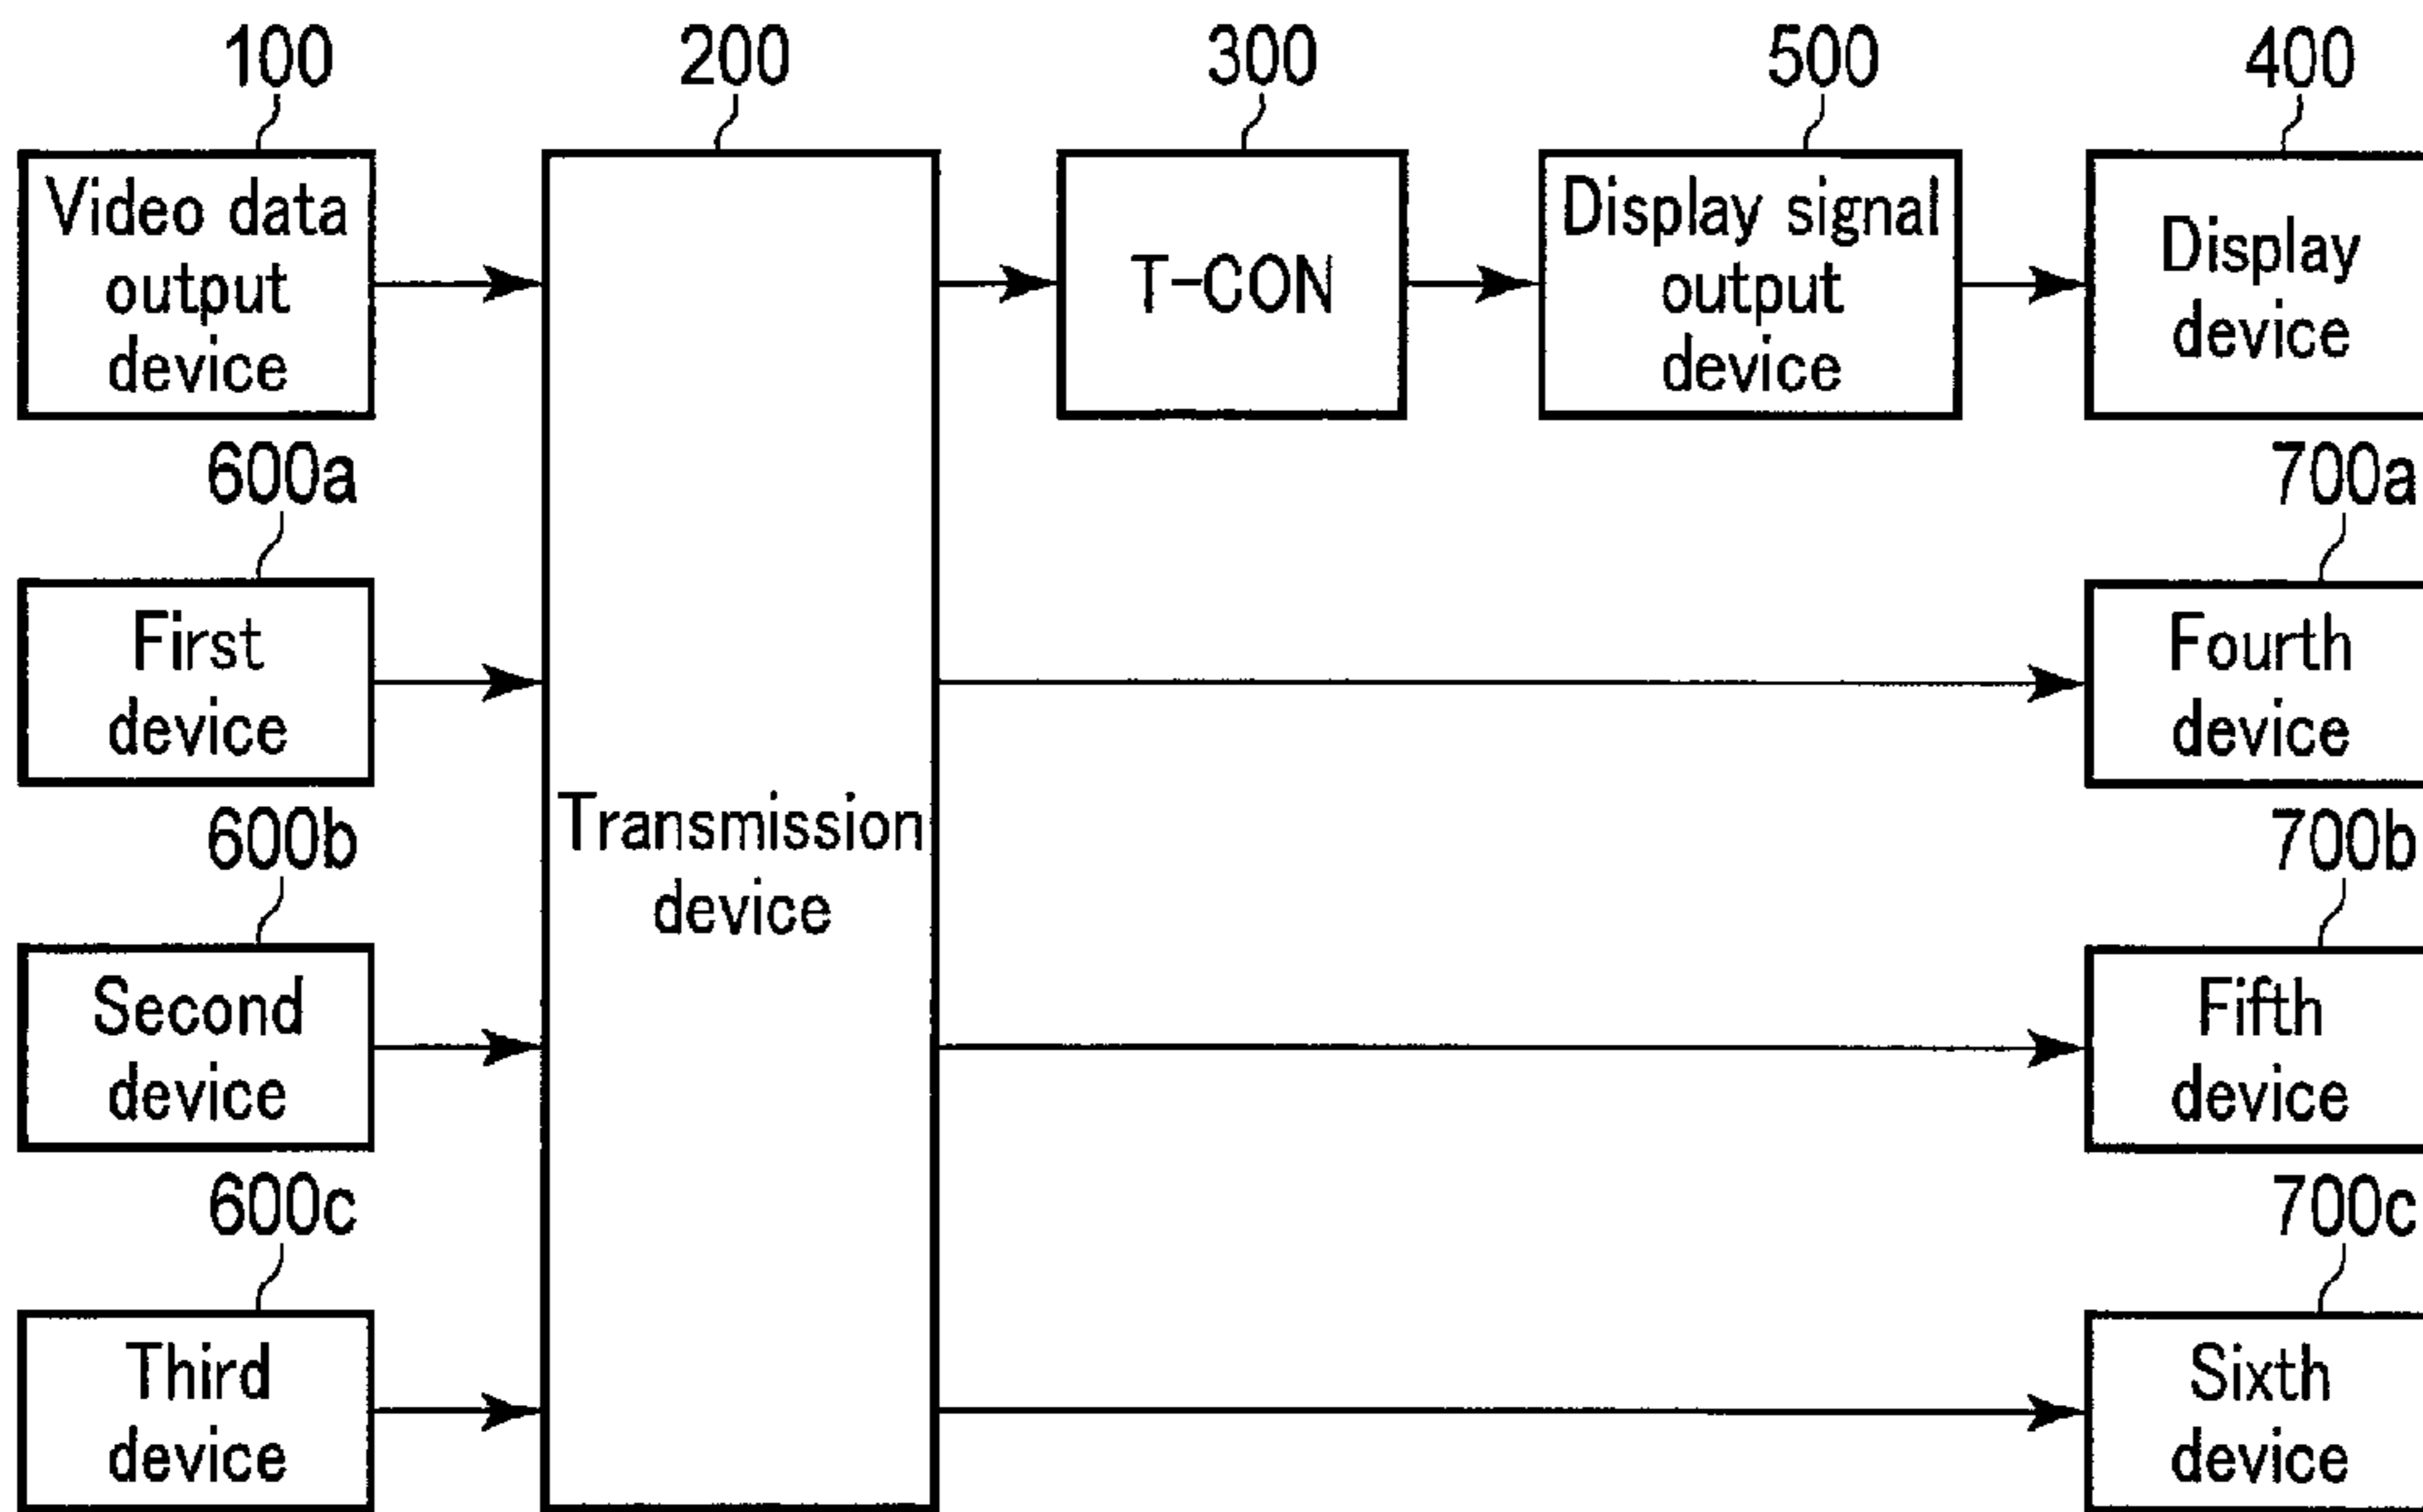 100
200
300
500
400
Video data
output
device
T-CON
Display signal
output
device
Display
device
600a
700a
First
device
Fourth
device
600b
700b
Transmission
device
Second
device
Fifth
device
600c
700c
Third
device
Sixth
device